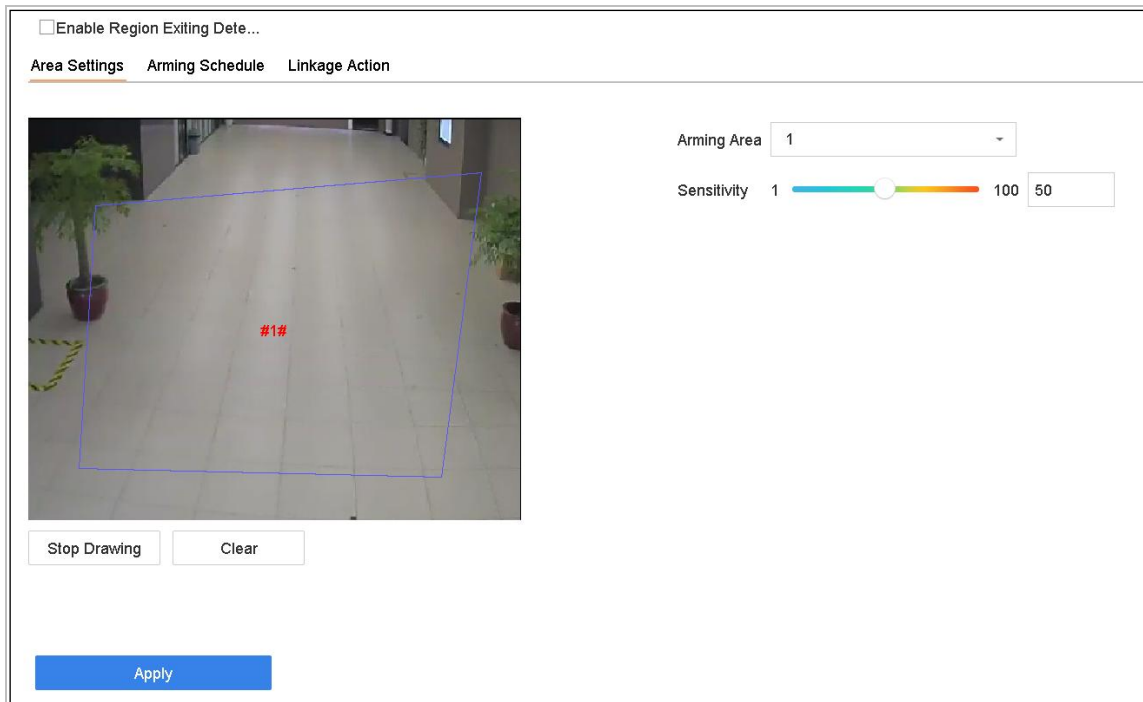 Enable Region Exiting Dete...
Area Settings Arming Schedule Linkage Action
Arming Area 1
Sensitivity 1 100 50
#1#
Stop Drawing Clear
Apply